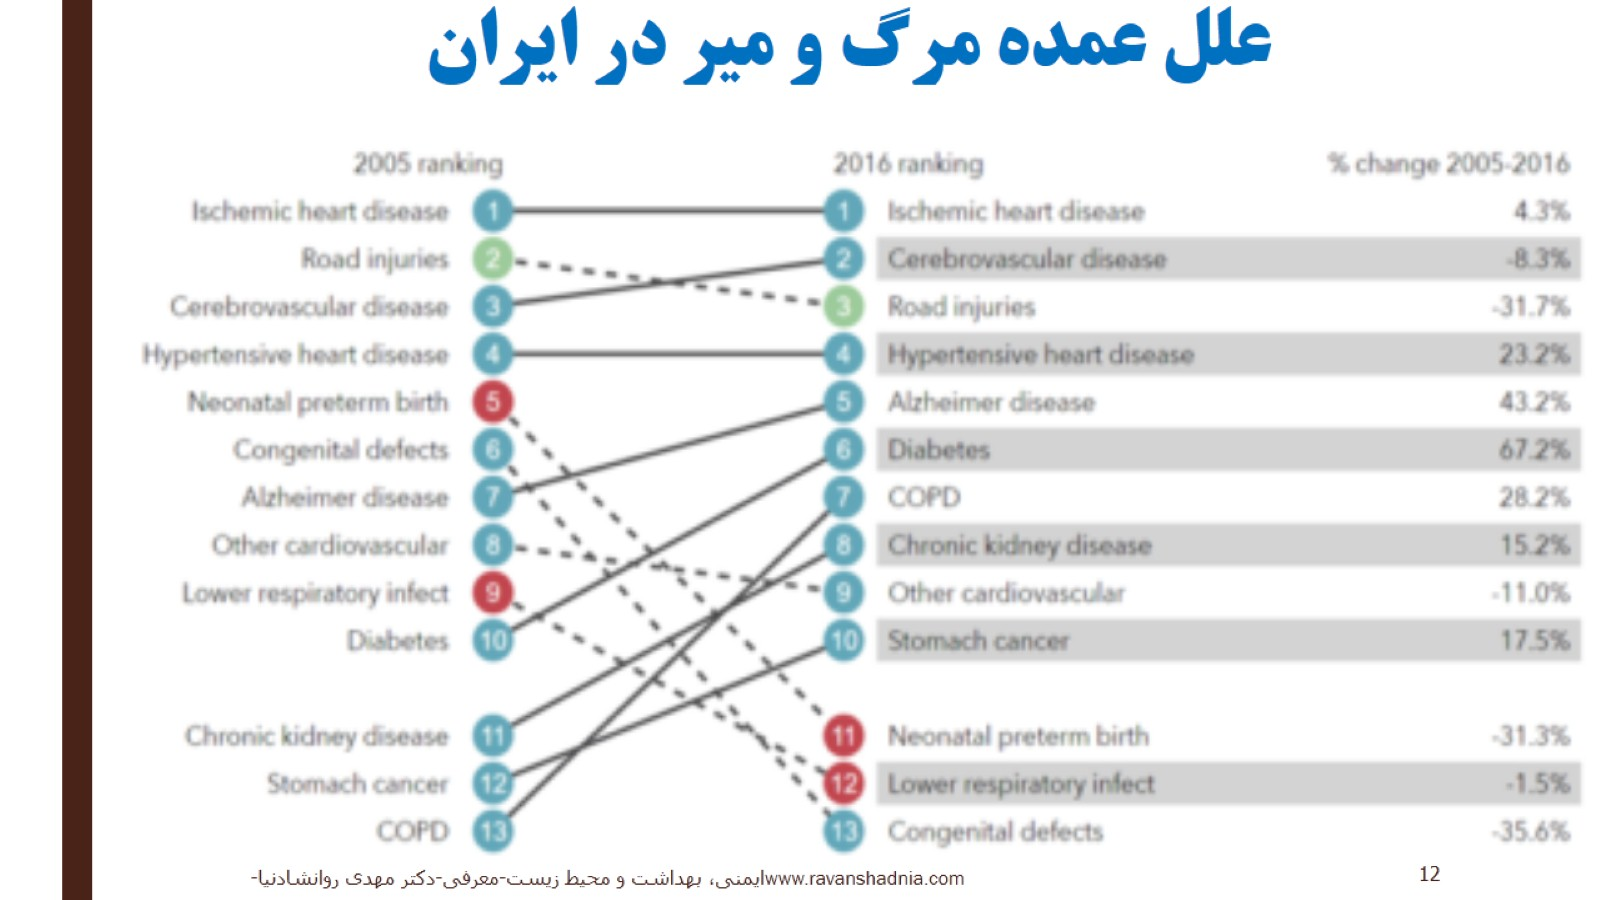 علل عمده مرگ و میر در ایران
2005 ranking 2016 ranking % change 2005-2016
Ischemic heart disease 1 1 Ischemic heart disease 4.3%
Road injuries 2 2 Cerebrovascular disease -8.3%
Cerebrovascular disease 3 3 Road injuries -31.7%
Hypertensive heart disease 4 4 Hypertensive heart disease 23.2%
Neonatal preterm birth 5 5 Alzheimer disease 43.2%
Congenital defects 6 6 Diabetes 67.2%
Alzheimer disease 7 7 COPD 28.2%
Other cardiovascular 8 8 Chronic kidney disease 15.2%
Lower respiratory infect 9 9 Other cardiovascular -11.0%
Diabetes 10 10 Stomach cancer 17.5%
Chronic kidney disease 11 11 Neonatal preterm birth -31.3%
Stomach cancer 12 12 Lower respiratory infect -1.5%
COPD 13 13 Congenital defects -35.6%
www.ravanshadnia.comایمنی، بهداشت و محیط زیست-معرفی-دکتر مهدی روانشادنیا-
12